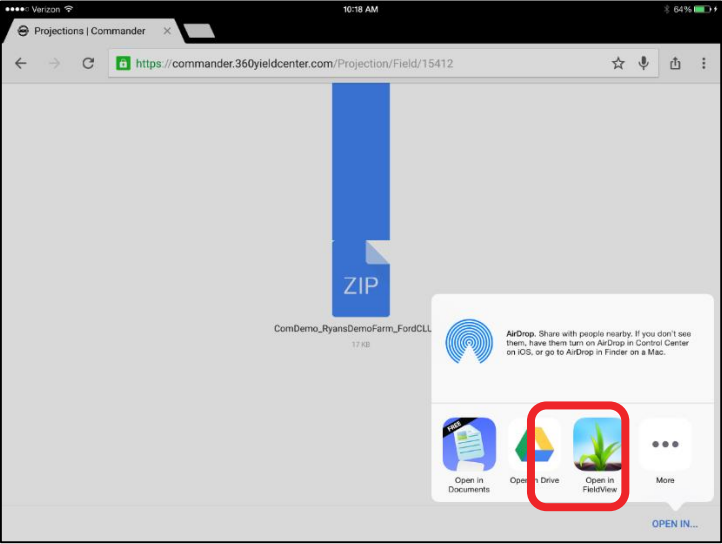 Verizon 10:18 AM 64%
Projections | Commander ×
https://commander.360yieldcenter.com/Projection/Field/15412
ZIP
ComDemo_RyansDemoFarm_FordCLU
17 KB
AirDrop. Share with people nearby. If you don't see
them, have them turn on AirDrop in Control Center
on iOS, or go to AirDrop in Finder on a Mac.
FREE
Open in
Documents
Open in Drive
Open in
FieldView
More
OPEN IN...